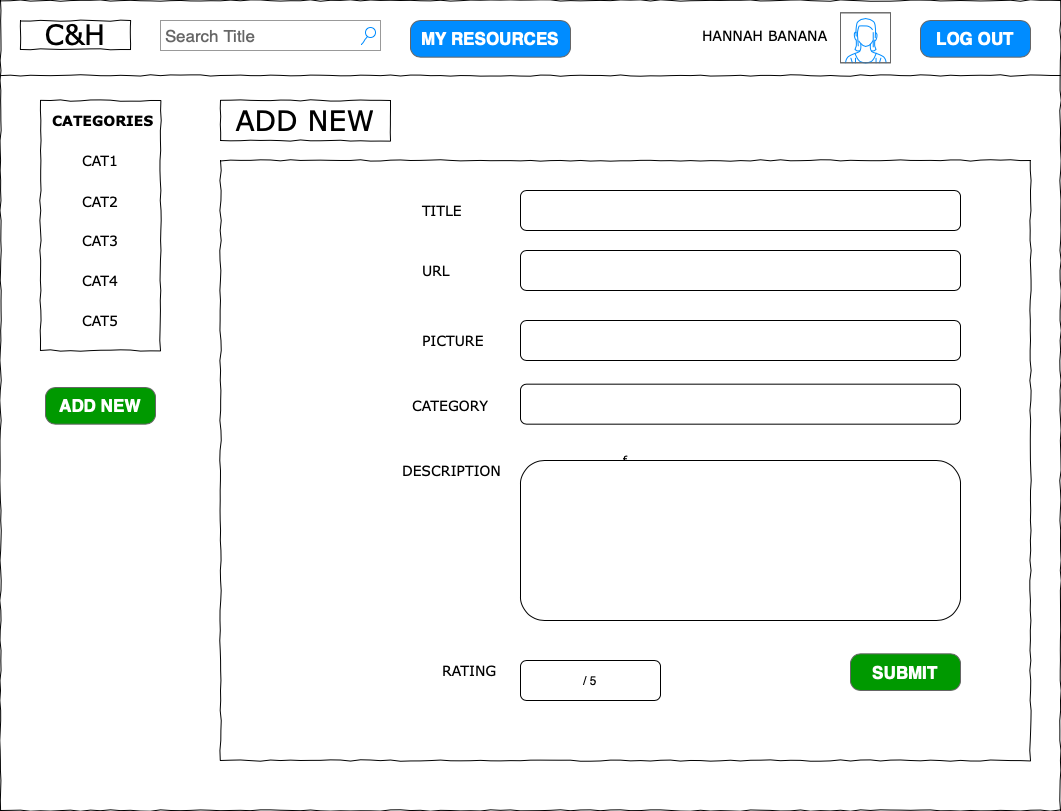 C&H
Search Title
MY RESOURCES
HANNAH BANANA
LOG OUT
CATEGORIES
CAT1
CAT2
CAT3
CAT4
CAT5
ADD NEW
ADD NEW
TITLE
URL
PICTURE
CATEGORY
DESCRIPTION
RATING
/ 5
SUBMIT